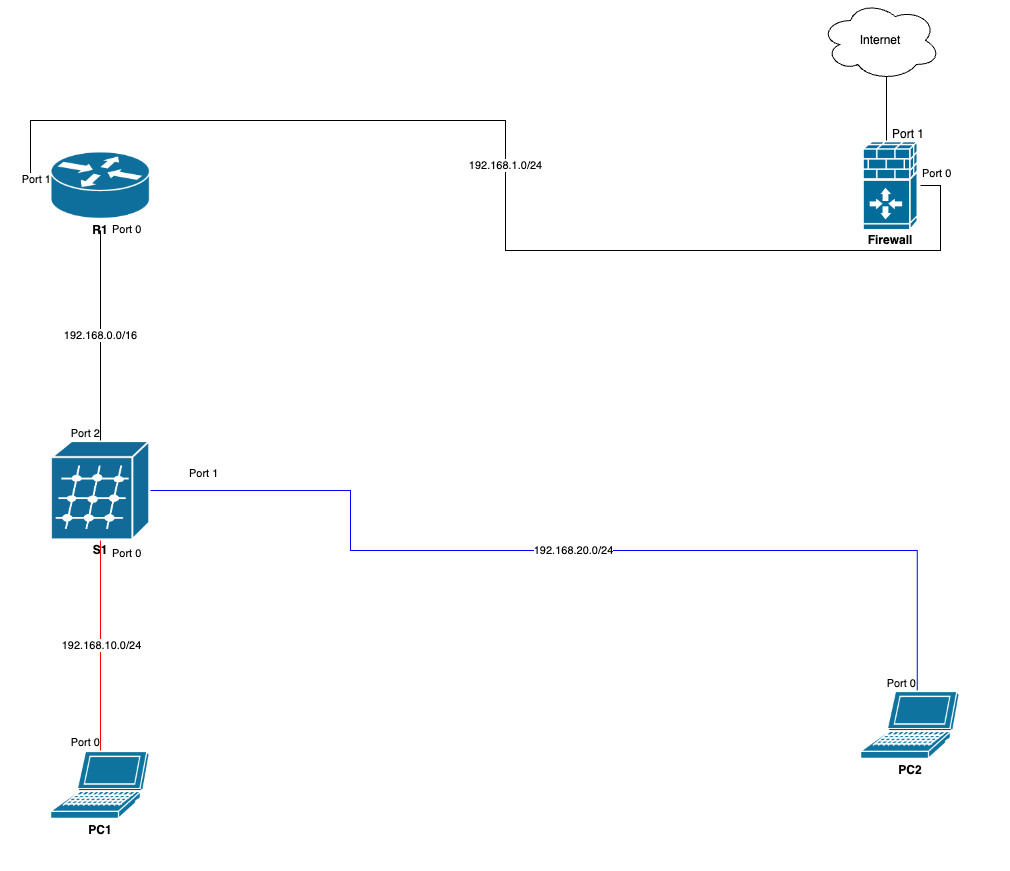 Internet
Port 1
192.168.1.0/24
Port 0
Port 1
R1 Port 0
Firewall
192.168.0.0/16
Port 2
Port 1
S1 Port 0
192.168.20.0/24
192.168.10.0/24
Port 0
Port 0
PC2
PC1